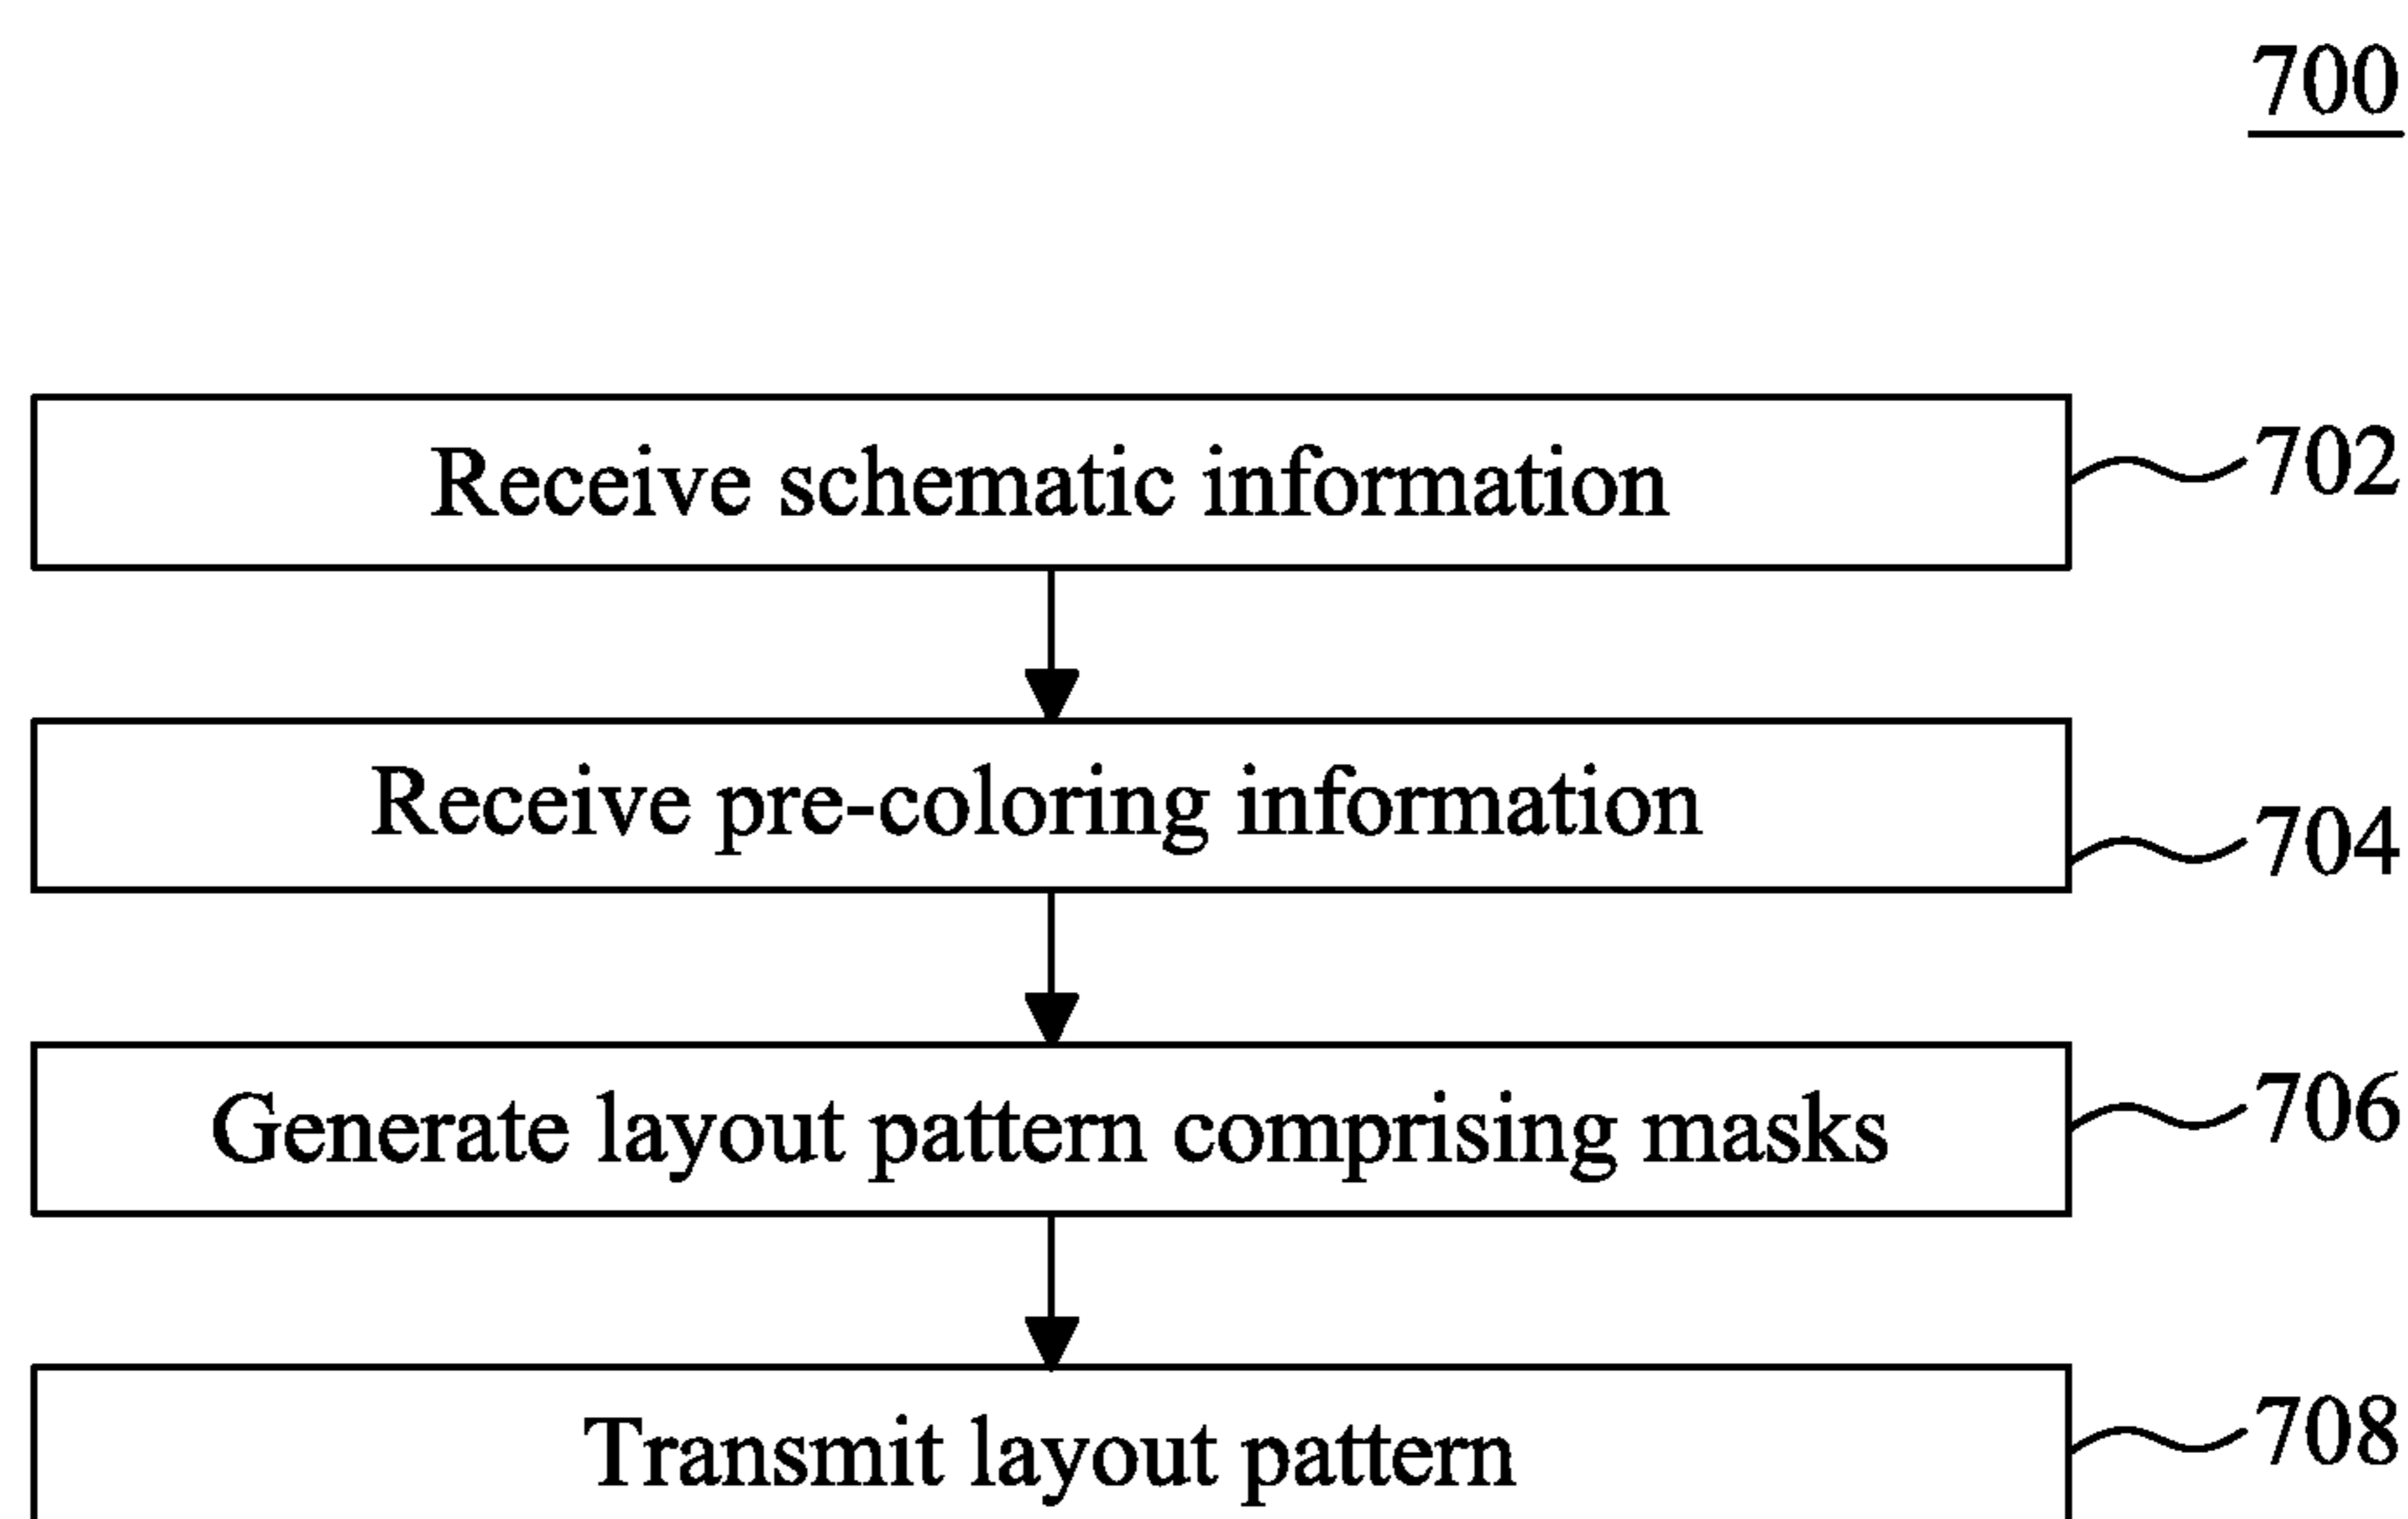 700
Receive schematic information
702
Receive pre-coloring information
704
Generate layout pattern comprising masks
706
Transmit layout pattern
708